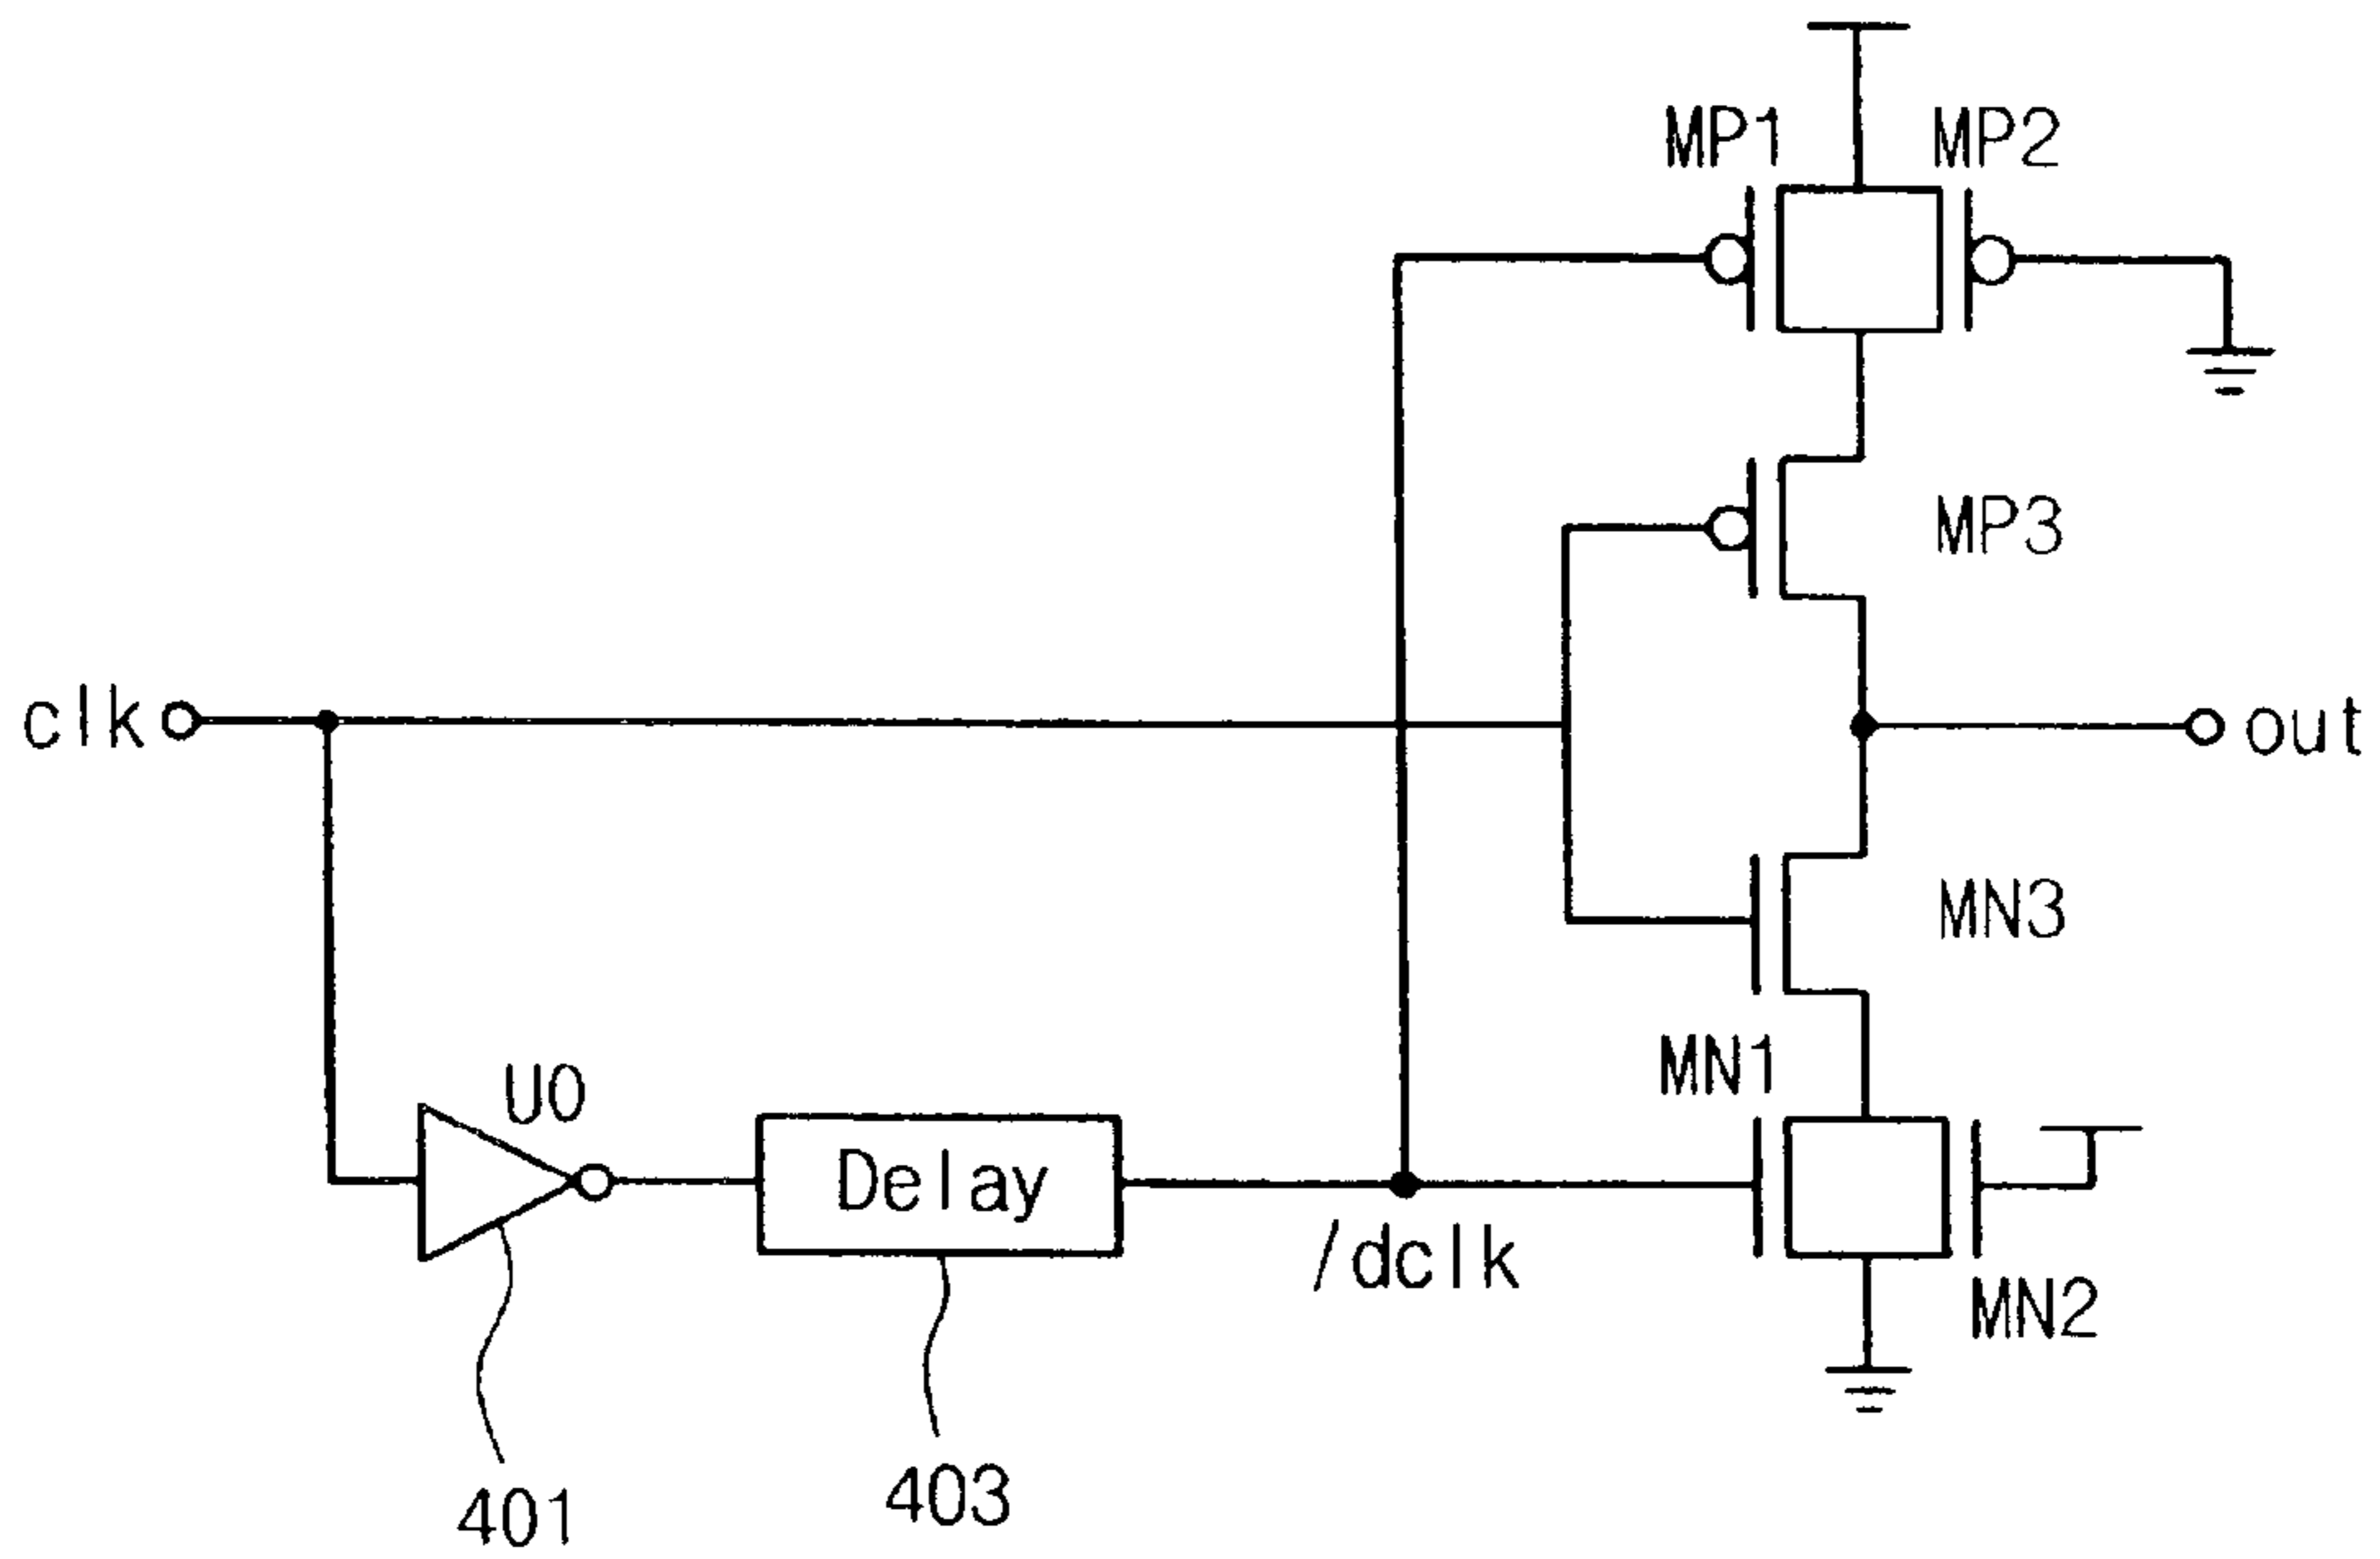 MP1 MP2
MP3
clk
out
MN3
MN1
U0
Delay
/dclk
MN2
401
403